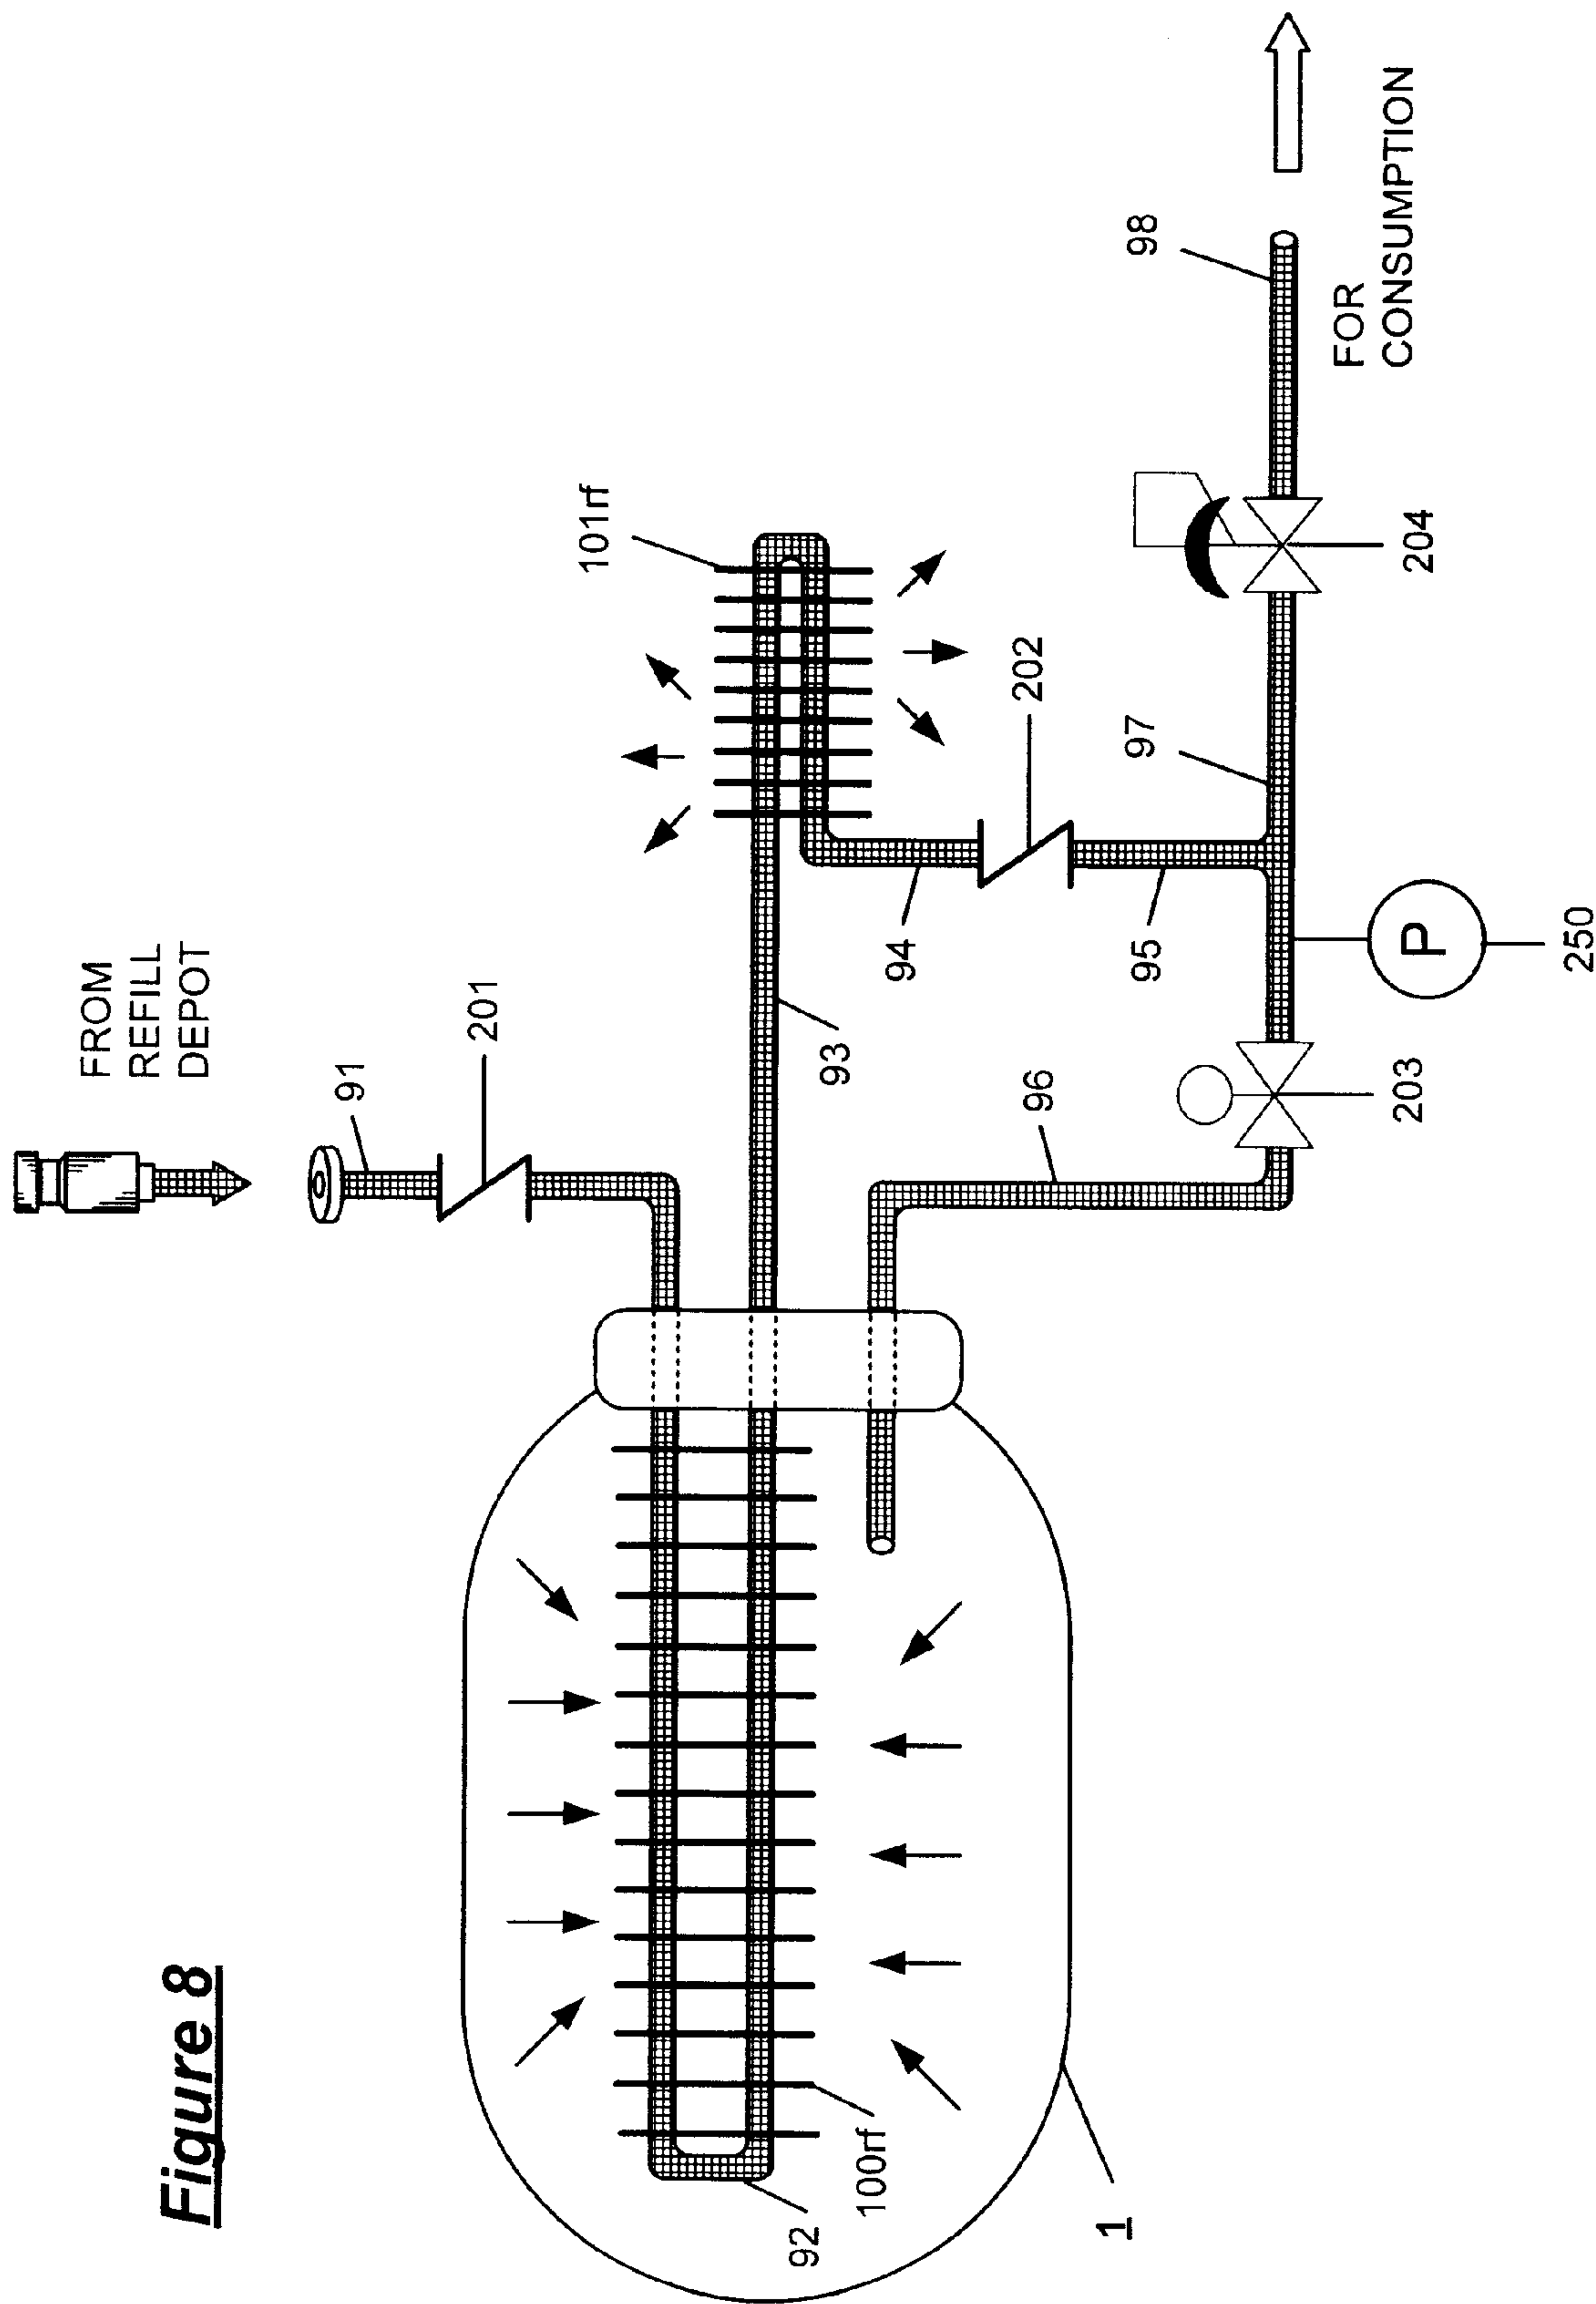 Figure 8
FROM
REFILL
DEPOT
91
201
101rf
93
94
202
95
96
97
98
92
100rf
1
203
P
250
204
FOR
CONSUMPTION